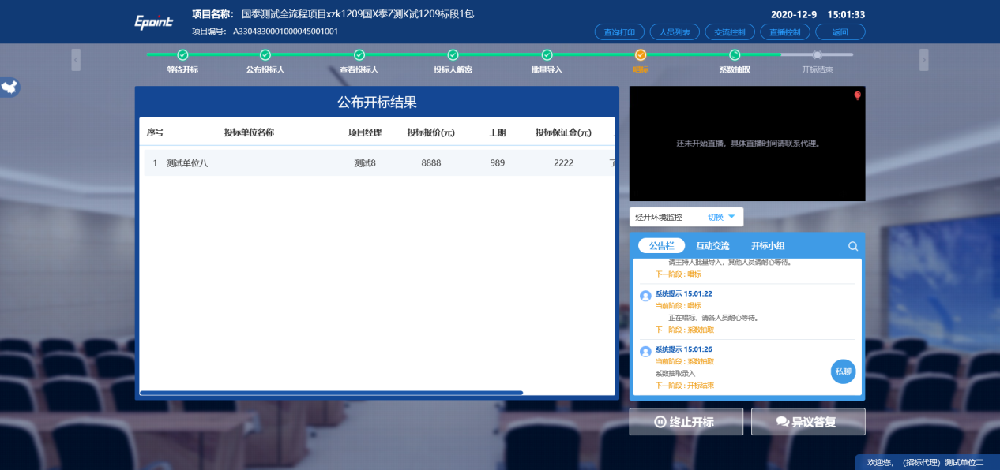 Epoint
项目名称： 国泰测试全流程项目xzk1209国X泰Z测K试1209标段1包
项目编号： A3304830001000045001001
2020-12-9 15:01:33
查询打印 人员列表 交流控制 直播控制 返回
等待开标 公布投标人 查看投标人 投标人解密 批量导入 唱标 系数抽取 开标结束
公布开标结果
序号 投标单位名称 项目经理 投标报价(元) 工期 投标保证金(元)
1 测试单位八 测试8 8888 989 2222
还未开始直播，具体直播时间请联系代理。
经开环境监控 切换
公告栏 互动交流 开标小组
请主持人批量导入，其他人员请耐心等待。
下一阶段：唱标
系统提示 15:01:22
当前阶段：唱标
正在唱标，请各人员耐心等待。
下一阶段：系数抽取
系统提示 15:01:26
当前阶段：系数抽取
系数抽取录入
下一阶段：开标结束
私聊
终止开标 异议答复
欢迎您，（招标代理）测试单位二